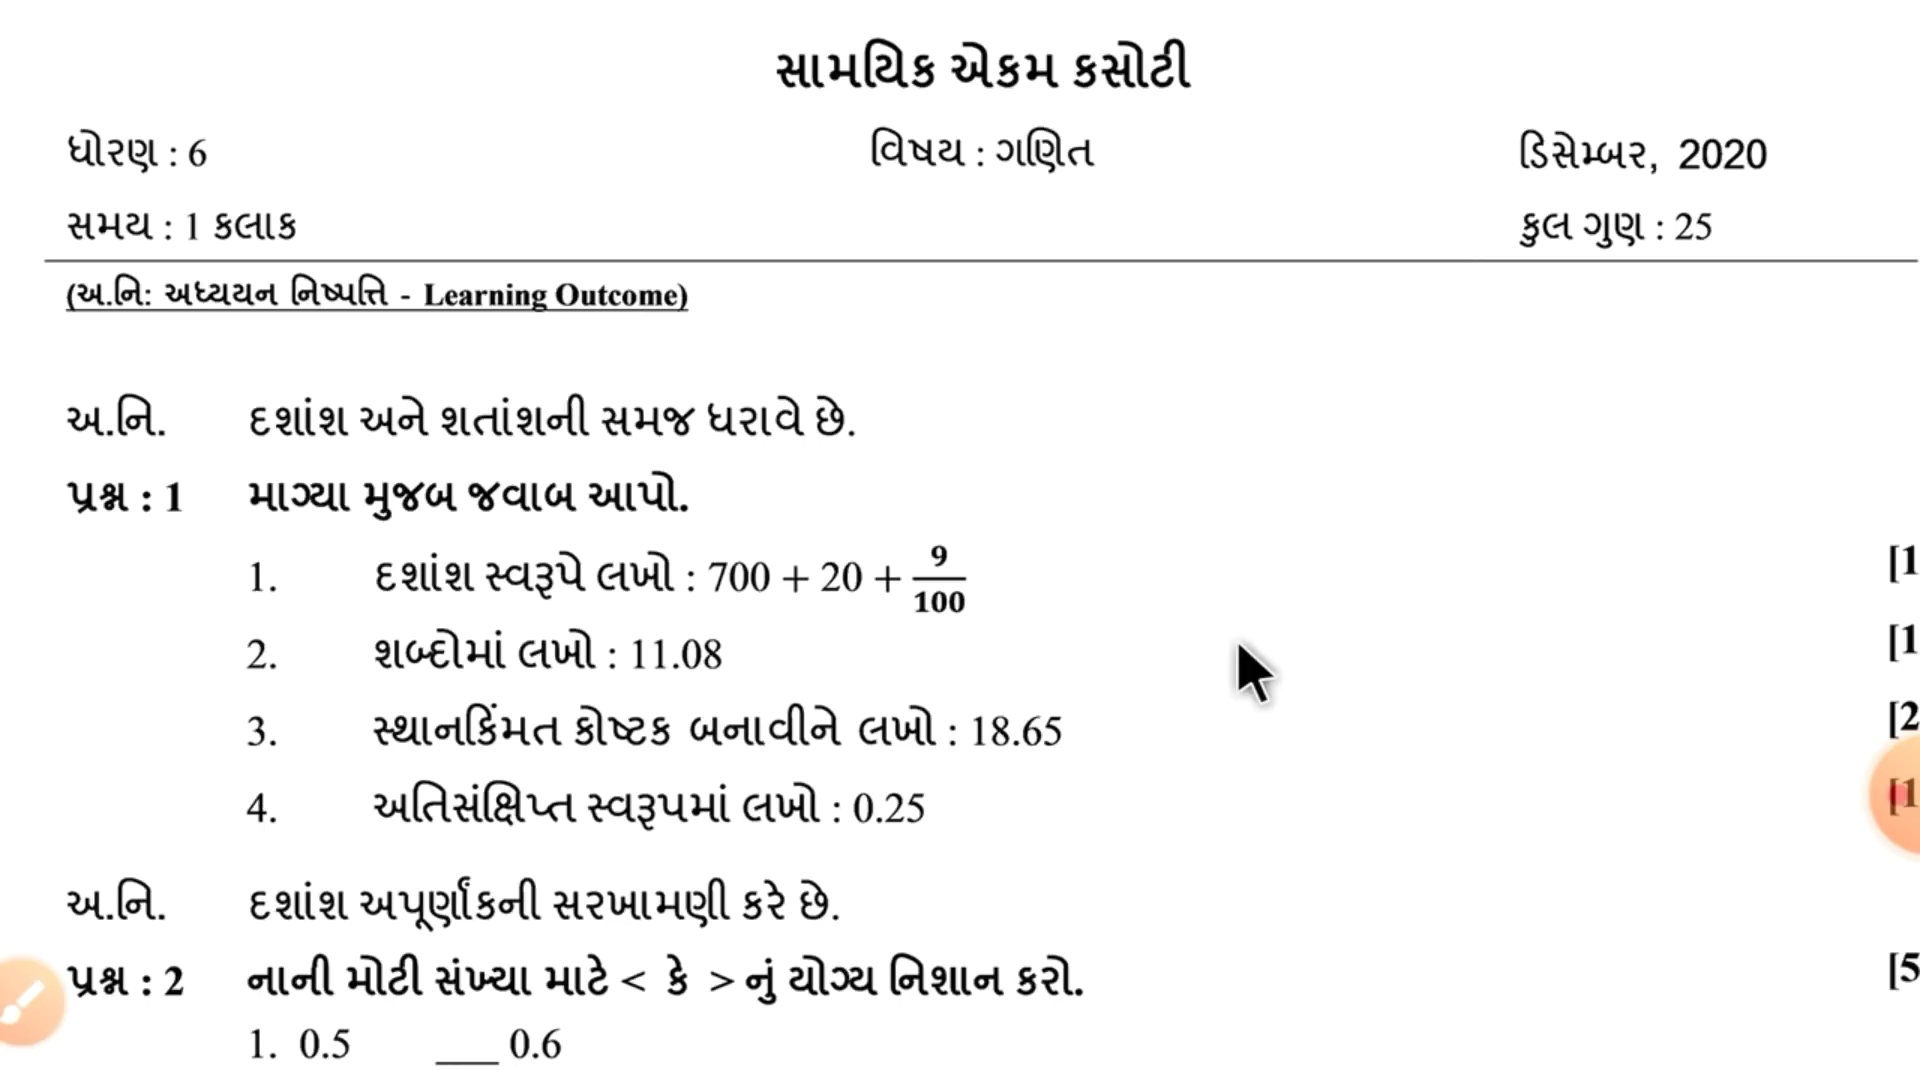 સામયિક એકમ કસોટી
ધોરણ : 6 વિષય : ગણિત ડિસેમ્બર, 2020
સમય : 1 કલાક કુલ ગુણ : 25
(અ.નિ: અધ્યયન નિષ્પત્તિ - Learning Outcome)
અ.નિ. દશાંશ અને શતાંશની સમજ ધરાવે છે.
પ્રશ્ન : 1 માગ્યા મુજબ જવાબ આપો.
1. દશાંશ સ્વરૂપે લખો : 700 + 20 + 9/100 [1
2. શબ્દોમાં લખો : 11.08 [1
3. સ્થાનકિંમત કોષ્ટક બનાવીને લખો : 18.65 [2
4. અતિસંક્ષિપ્ત સ્વરૂપમાં લખો : 0.25 [1
અ.નિ. દશાંશ અપૂર્ણાંકની સરખામણી કરે છે.
પ્રશ્ન : 2 નાની મોટી સંખ્યા માટે < કે > નું યોગ્ય નિશાન કરો. [5
1. 0.5 ___ 0.6